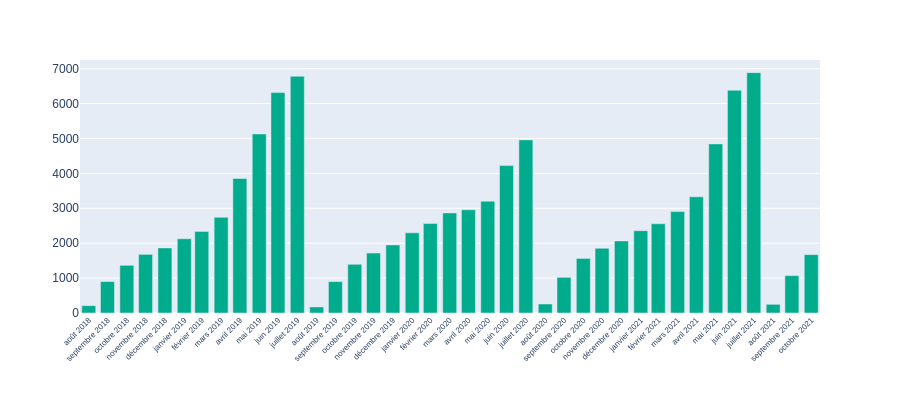 7000
6000
5000
4000
3000
2000
1000
0
août 2018
septembre 2018
octobre 2018
novembre 2018
décembre 2018
janvier 2019
février 2019
mars 2019
avril 2019
mai 2019
juin 2019
juillet 2019
août 2019
septembre 2019
octobre 2019
novembre 2019
décembre 2019
janvier 2020
février 2020
mars 2020
avril 2020
mai 2020
juin 2020
juillet 2020
août 2020
septembre 2020
octobre 2020
novembre 2020
décembre 2020
janvier 2021
février 2021
mars 2021
avril 2021
mai 2021
juin 2021
juillet 2021
août 2021
septembre 2021
octobre 2021